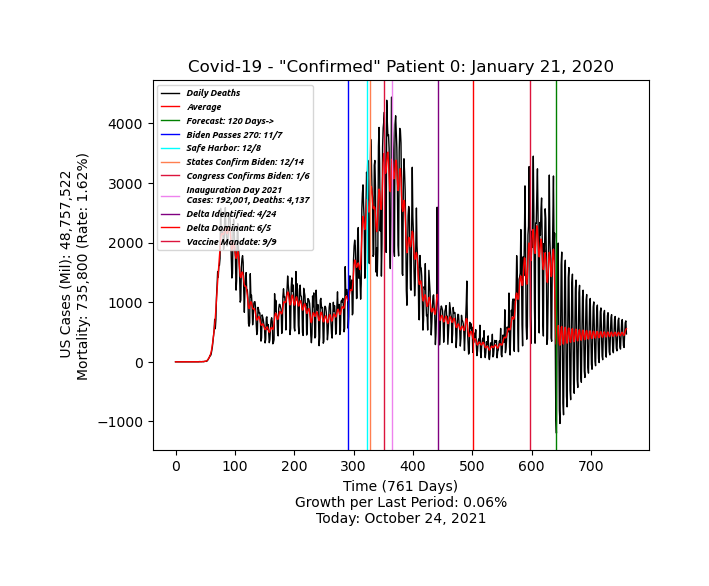 Covid-19 - "Confirmed" Patient 0: January 21, 2020
Daily Deaths
Average
Forecast: 120 Days->
Biden Passes 270: 11/7
Safe Harbor: 12/8
States Confirm Biden: 12/14
Congress Confirms Biden: 1/6
Inauguration Day 2021
Cases: 192,001, Deaths: 4,137
Delta Identified: 4/24
Delta Dominant: 6/5
Vaccine Mandate: 9/9
US Cases (Mil): 48,757,522
Mortality: 735,800 (Rate: 1.62%)
4000
3000
2000
1000
0
−1000
0 100 200 300 400 500 600 700
Time (761 Days)
Growth per Last Period: 0.06%
Today: October 24, 2021